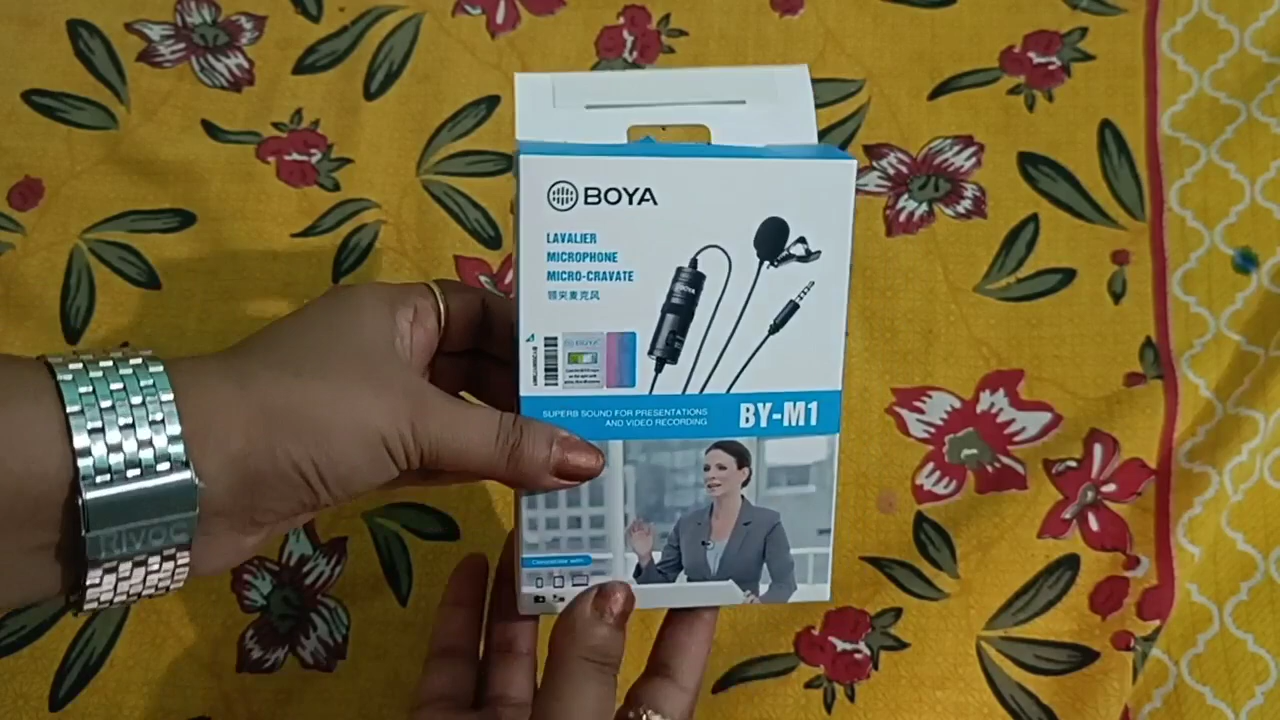 BOYA
LAVALIER
MICROPHONE
MICRO-CRAVATE
领夹麦克风
BOYA
BOYA
SUPERB SOUND FOR PRESENTATIONS
AND VIDEO RECORDING
BY-M1
Compatible with: